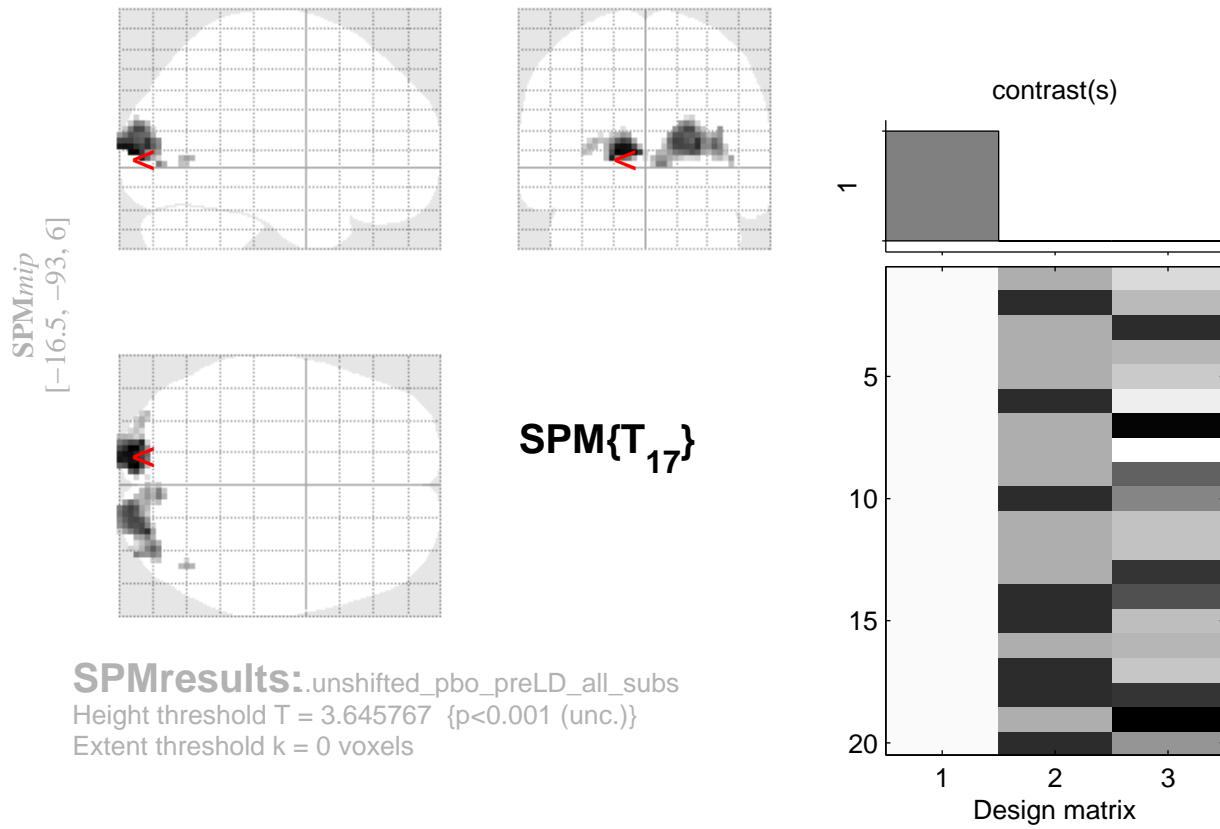 SPMmip
[−16.5, −93, 6]
<
<
<
SPM{T17}
SPMresults:.unshifted_pbo_preLD_all_subs
Height threshold T = 3.645767 {p<0.001 (unc.)}
Extent threshold k = 0 voxels
contrast(s)
1
5
10
15
20
1 2 3
Design matrix